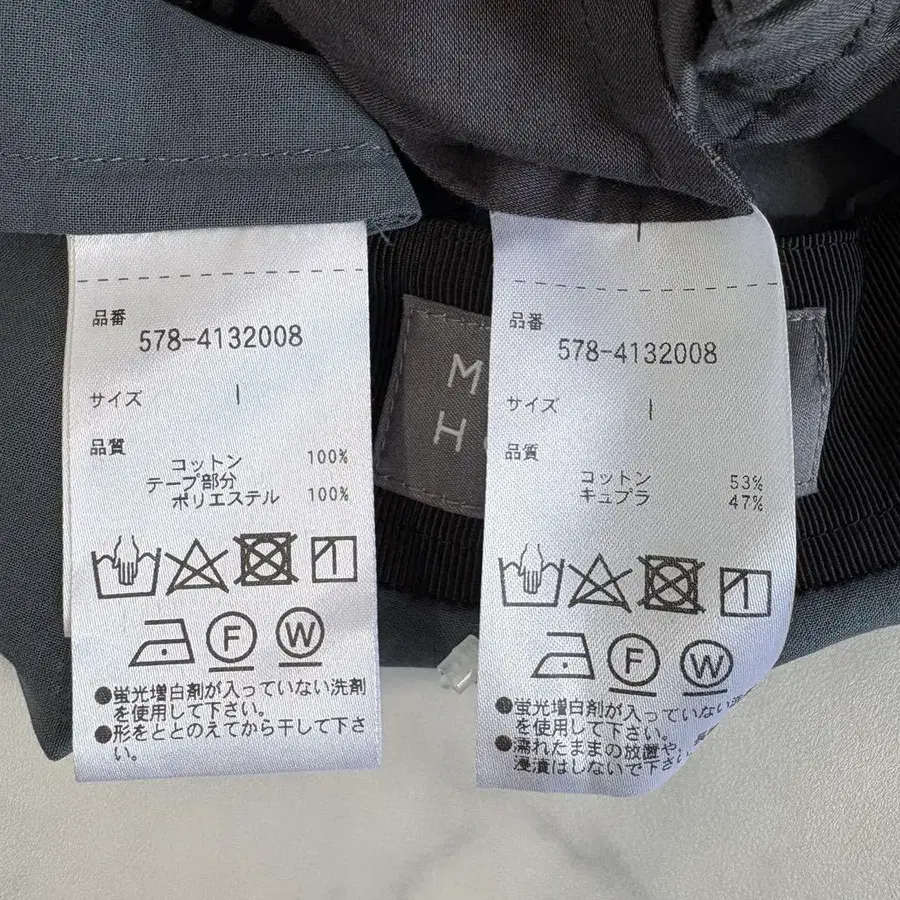 品番
578-4132008
サイズ I
品質
コットン 100%
テープ部分
ポリエステル 100%
F W
●蛍光増白剤が入っていない洗剤
を使用して下さい。
●形をととのえてから干して下さ
い。
M
H
品番
578-4132008
サイズ I
品質
コットン 53%
キュプラ 47%
F W
●蛍光増白剤が入っていない
を使用して下さい。
●濡れたままの放置や、
浸漬はしないで下さい